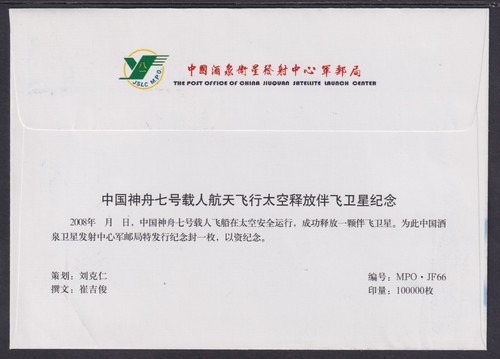 JSLC M.P.O
中国酒泉卫星发射中心军邮局
THE POST OFFICE OF CHINA JIUQUAN SATELLITE LAUNCH CENTER
中国神舟七号载人航天飞行太空释放伴飞卫星纪念
2008年 月 日,中国神舟七号载人飞船在太空安全运行,成功释放一颗伴飞卫星。为此中国酒
泉卫星发射中心军邮局特发行纪念封一枚,以资纪念。
策划:刘克仁
编号:MPO·JF66
撰文:崔吉俊
印量:100000枚